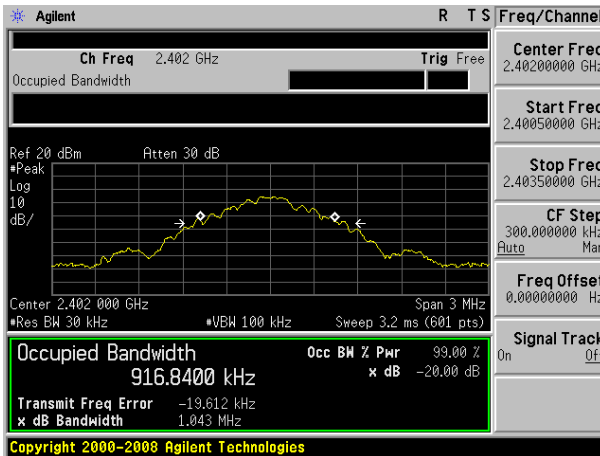 Agilent R T S Freq/Channel
Ch Freq 2.402 GHz Trig Free
Occupied Bandwidth
Center Freq
2.40200000 GHz
Start Freq
2.40050000 GHz
Stop Freq
2.40350000 GHz
CF Step
300.000000 kHz
Auto Man
Freq Offset
0.00000000 Hz
Signal Track
On Off
Ref 20 dBm Atten 30 dB
#Peak
Log
10
dB/
Center 2.402 000 GHz Span 3 MHz
#Res BW 30 kHz #VBW 100 kHz Sweep 3.2 ms (601 pts)
Occupied Bandwidth Occ BW % Pwr 99.00 %
916.8400 kHz x dB -20.00 dB
Transmit Freq Error -19.612 kHz
x dB Bandwidth 1.043 MHz
Copyright 2000-2008 Agilent Technologies